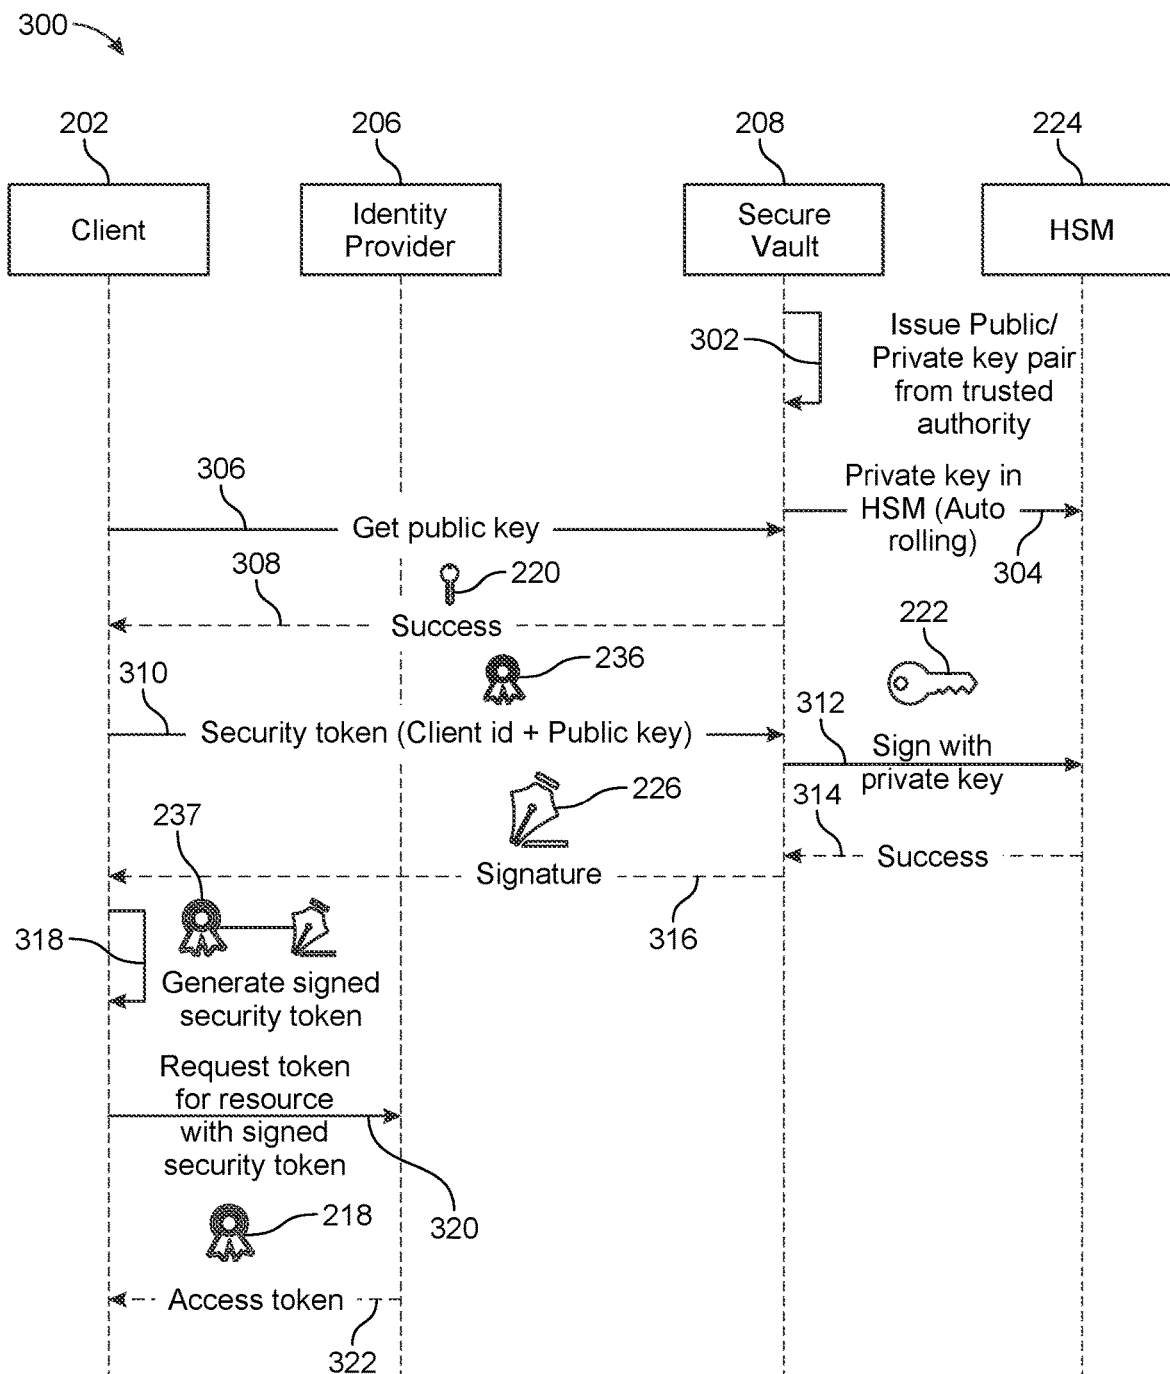 300
202
206
208
224
Client
Identity
Provider
Secure
Vault
HSM
302
Issue Public/
Private key pair
from trusted
authority
306
Get public key
Private key in
HSM (Auto
rolling)
304
308
220
Success
222
236
310
Security token (Client id + Public key)
312
Sign with
private key
226
314
Success
237
Signature
316
318
Generate signed
security token
Request token
for resource
with signed
security token
320
218
Access token
322